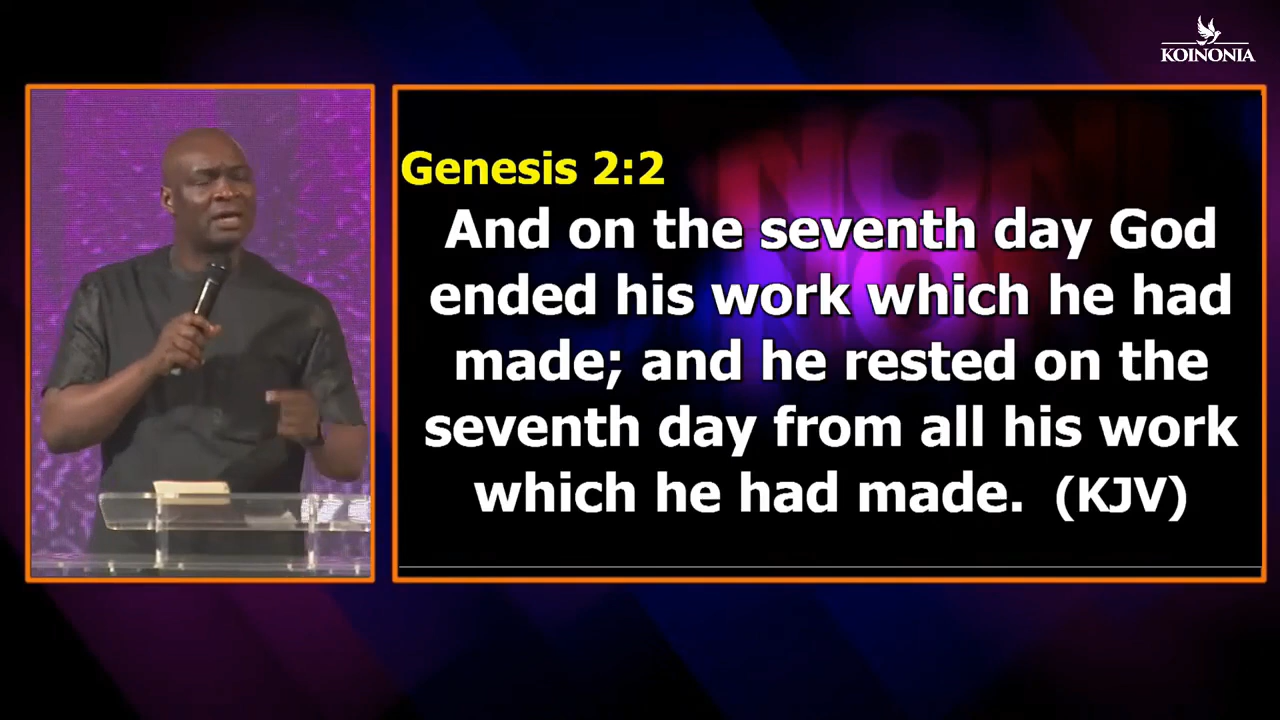 KOINONIA
Genesis 2:2
And on the seventh day God
ended his work which he had
made; and he rested on the
seventh day from all his work
which he had made. (KJV)